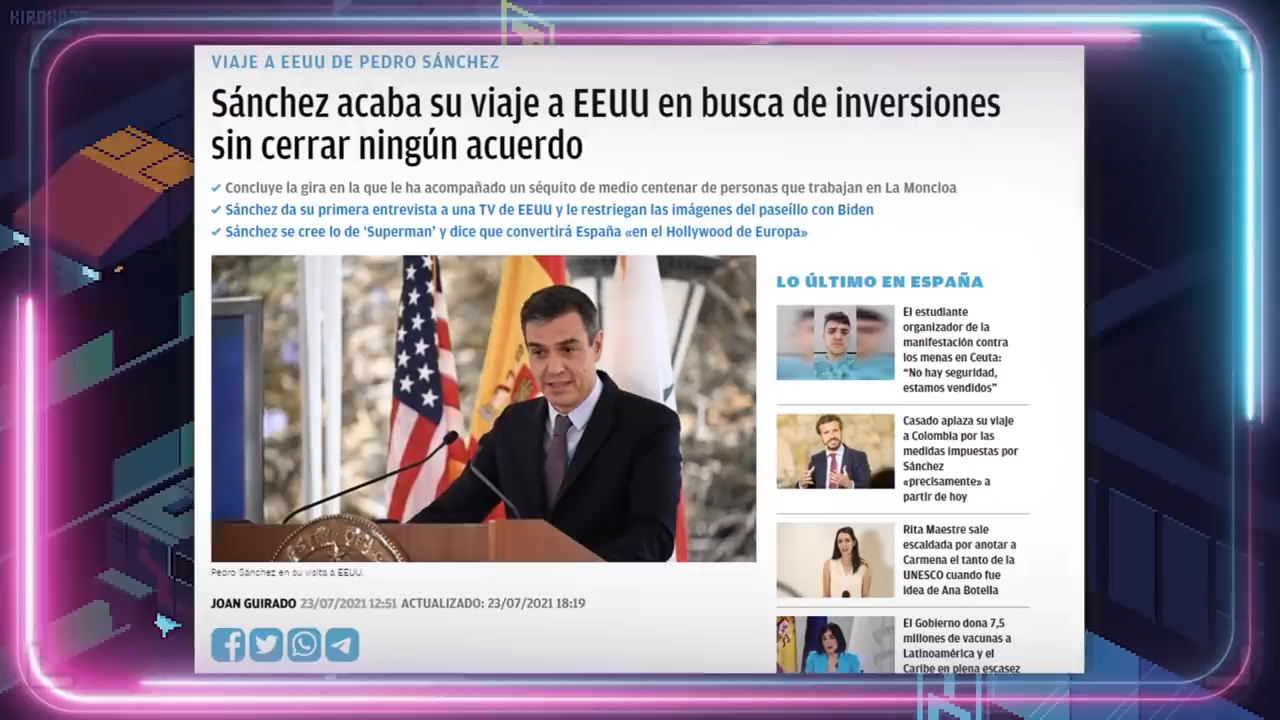 KIROKAZE
VIAJE A EEUU DE PEDRO SÁNCHEZ
Sánchez acaba su viaje a EEUU en busca de inversiones
sin cerrar ningún acuerdo
Concluye la gira en la que le ha acompañado un séquito de medio centenar de personas que trabajan en La Moncloa
Sánchez da su primera entrevista a una TV de EEUU y le restriegan las imágenes del paseíllo con Biden
Sánchez se cree lo de 'Superman' y dice que convertirá España «en el Hollywood de Europa»
Pedro Sánchez, en su visita a EEUU.
JOAN GUIRADO 23/07/2021 12:51 ACTUALIZADO: 23/07/2021 18:19
LO ÚLTIMO EN ESPAÑA
El estudiante
organizador de la
manifestación contra
los menas en Ceuta:
“No hay seguridad,
estamos vendidos”
Casado aplaza su viaje
a Colombia por las
medidas impuestas por
Sánchez
«precisamente» a
partir de hoy
Rita Maestre sale
escaldada por anotar a
Carmena el tanto de la
UNESCO cuando fue
idea de Ana Botella
El Gobierno dona 7,5
millones de vacunas a
Latinoamérica y el
Caribe en plena escasez